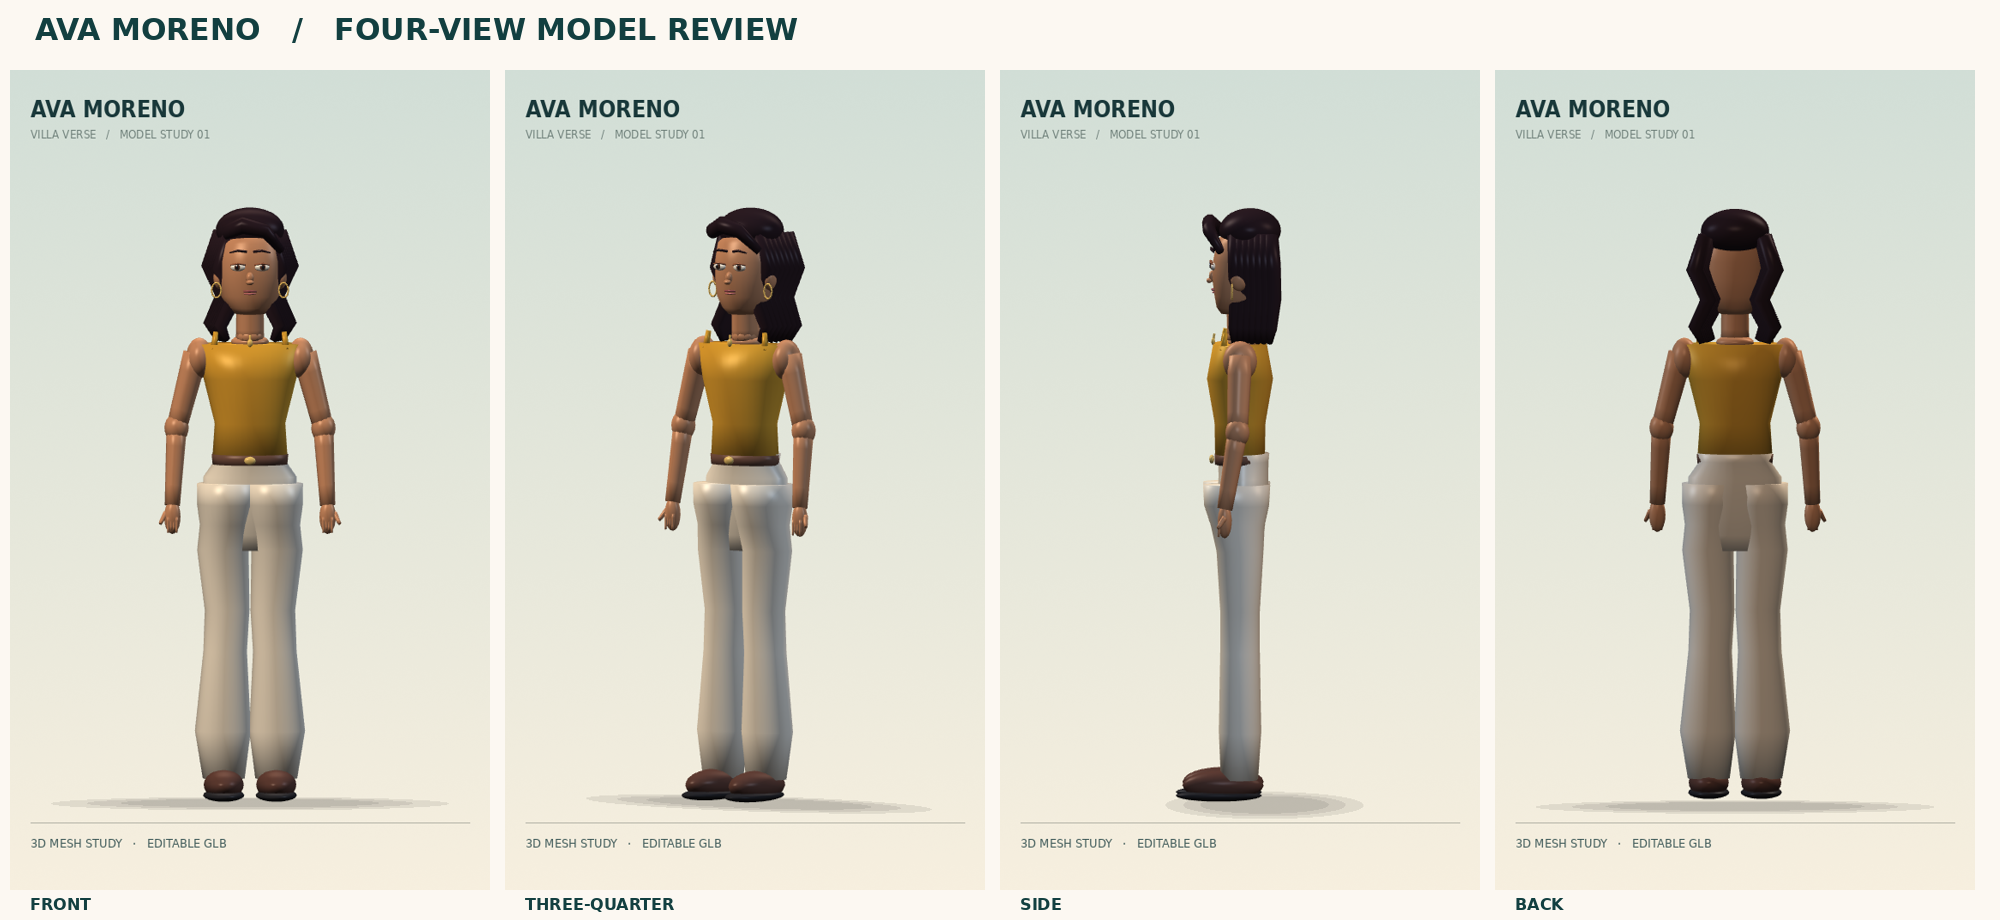 AVA MORENO / FOUR-VIEW MODEL REVIEW
AVA MORENO
VILLA VERSE / MODEL STUDY 01
3D MESH STUDY · EDITABLE GLB
FRONT
AVA MORENO
VILLA VERSE / MODEL STUDY 01
3D MESH STUDY · EDITABLE GLB
THREE-QUARTER
AVA MORENO
VILLA VERSE / MODEL STUDY 01
3D MESH STUDY · EDITABLE GLB
SIDE
AVA MORENO
VILLA VERSE / MODEL STUDY 01
3D MESH STUDY · EDITABLE GLB
BACK